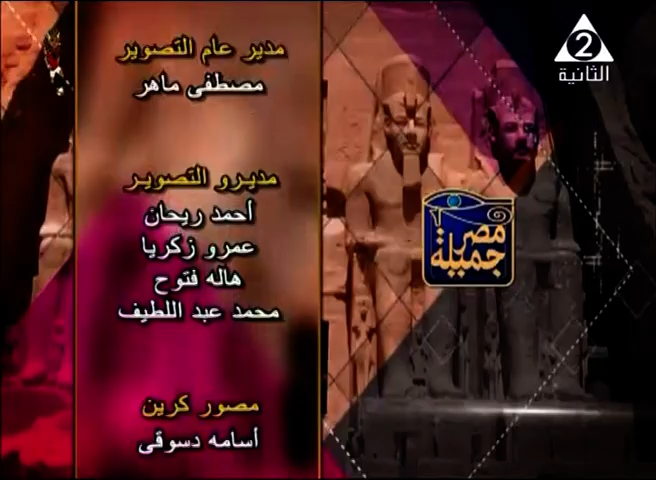 مدير عام التصوير
مصطفى ماهر
مديرو التصوير
أحمد ريحان
عمرو زكريا
هاله فتوح
محمد عبد اللطيف
مصور كرين
أسامه دسوقى
2
الثانية
مصر
جميلة